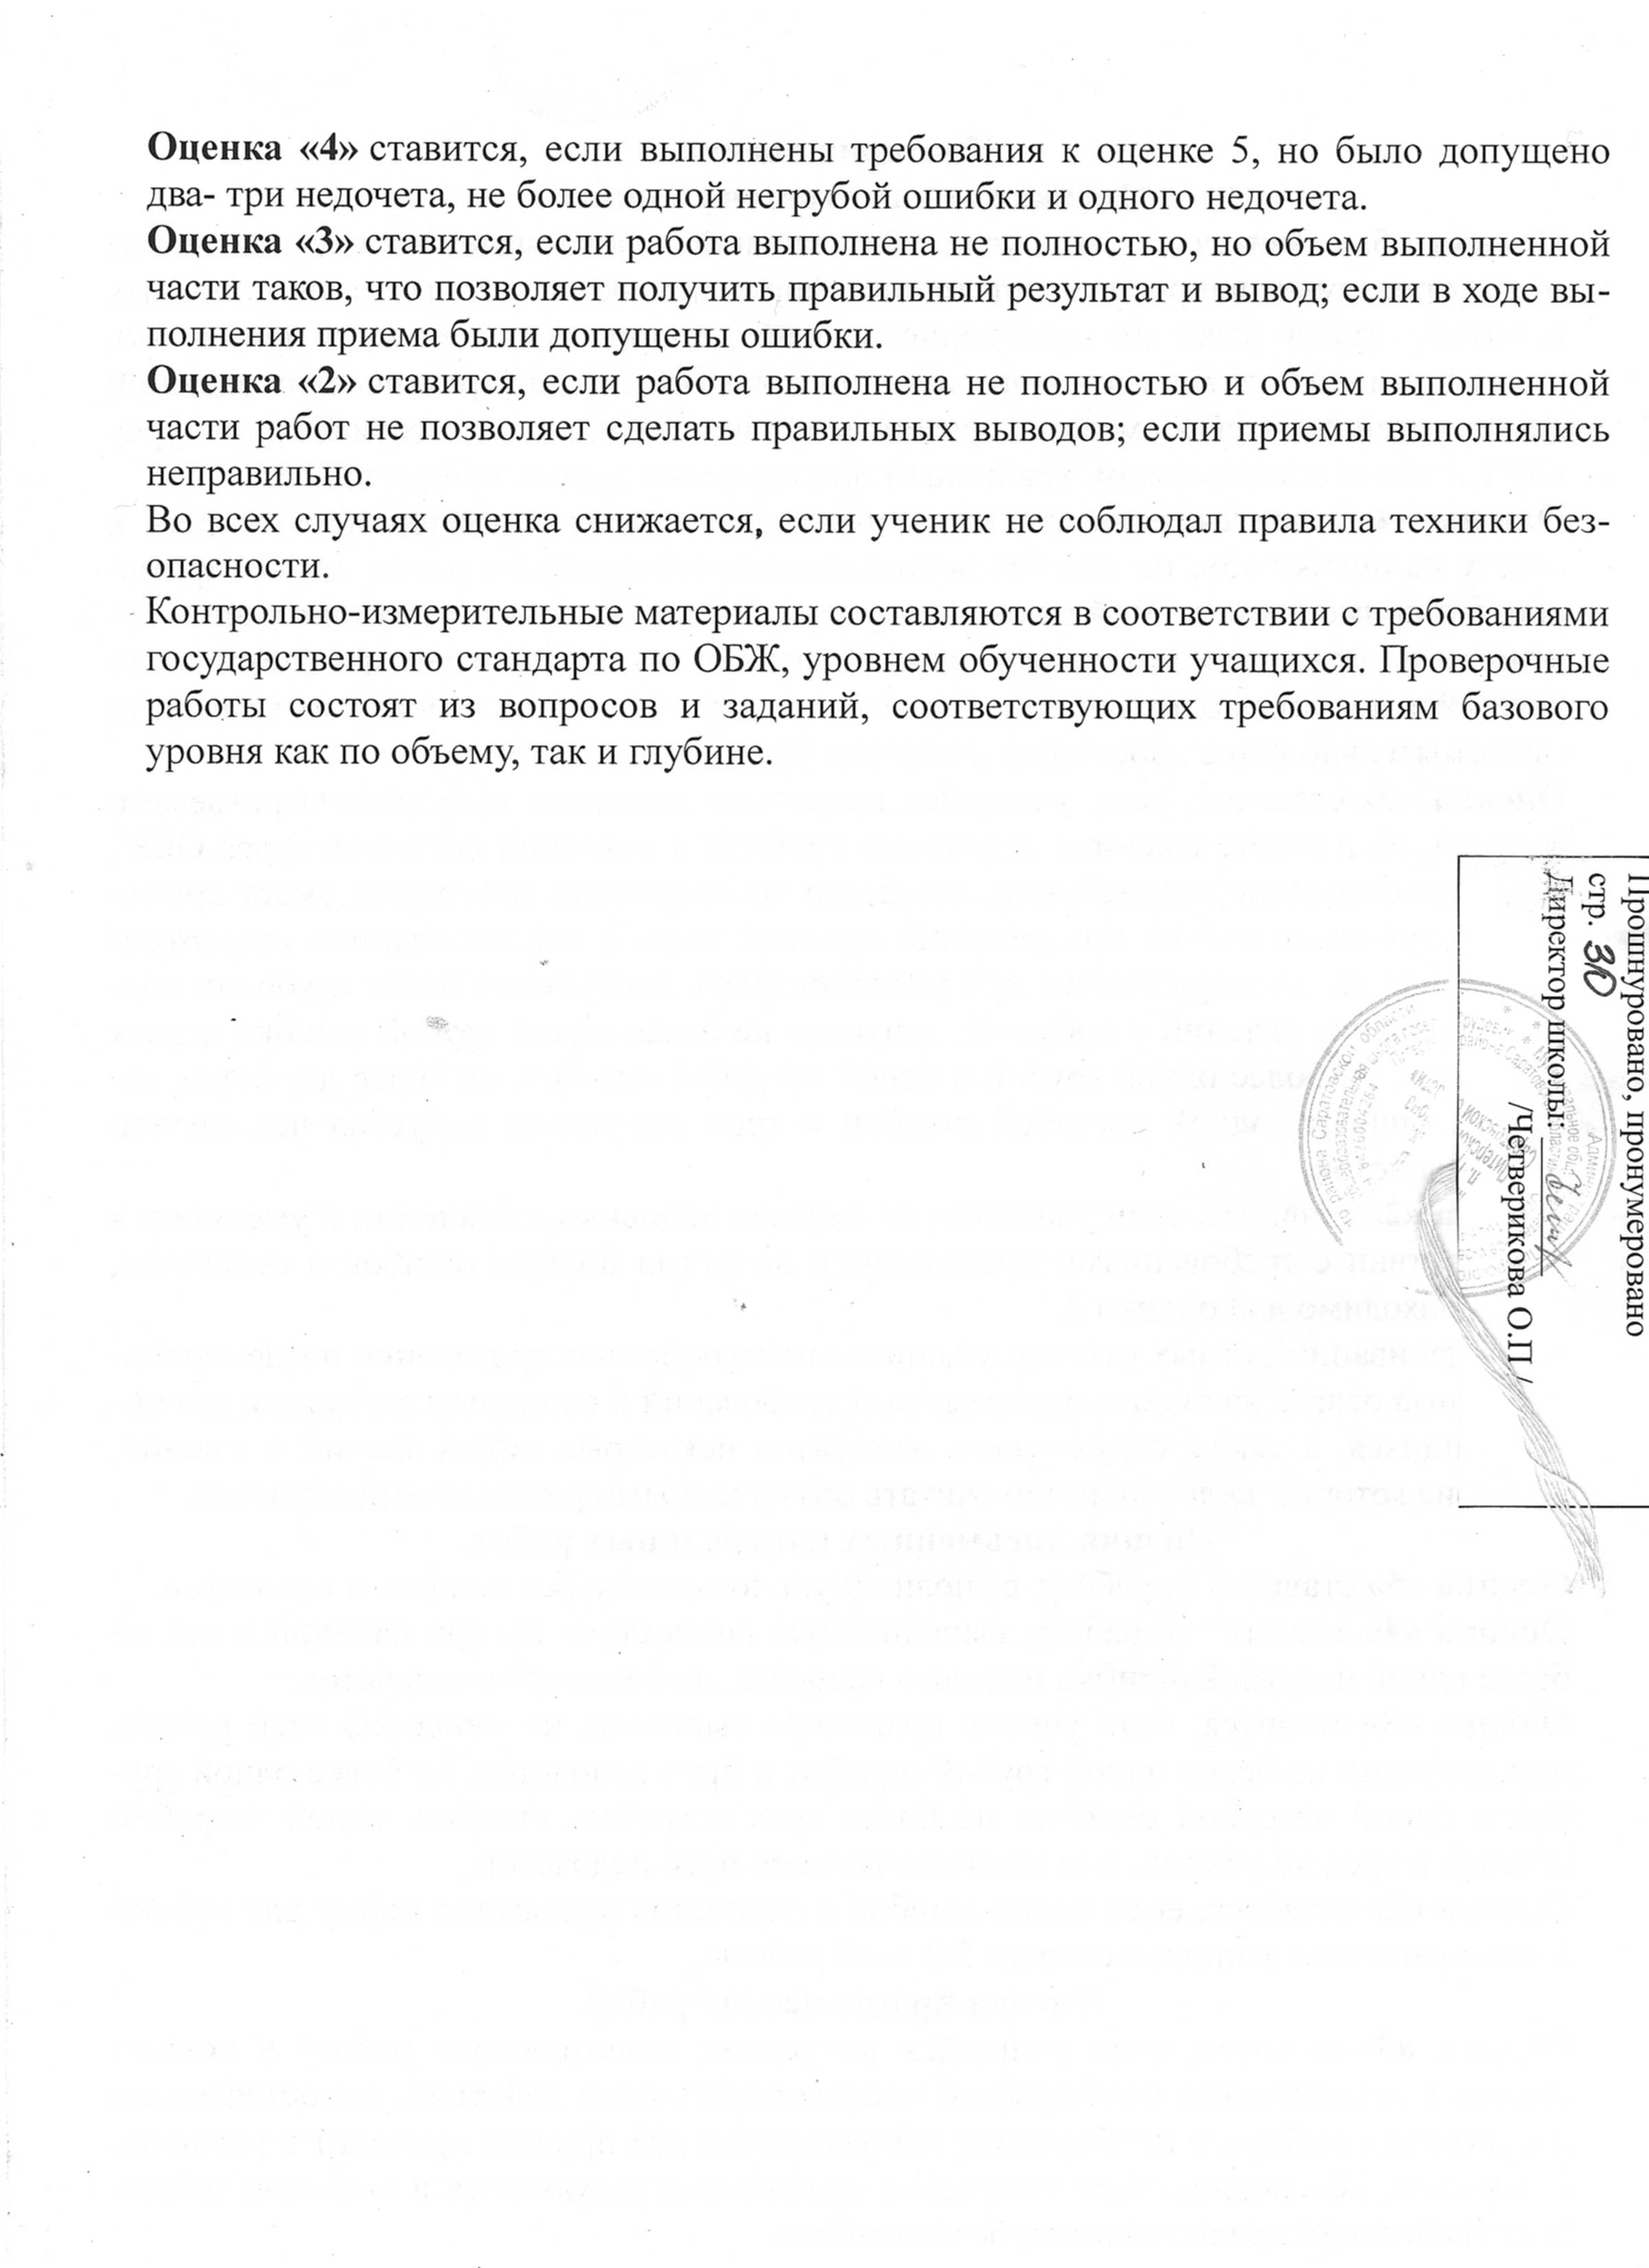 Оценка «4» ставится, если выполнены требования к оценке 5, но было допущено
два- три недочета, не более одной негрубой ошибки и одного недочета.
Оценка «3» ставится, если работа выполнена не полностью, но объем выполненной
части таков, что позволяет получить правильный результат и вывод; если в ходе вы-
полнения приема были допущены ошибки.
Оценка «2» ставится, если работа выполнена не полностью и объем выполненной
части работ не позволяет сделать правильных выводов; если приемы выполнялись
неправильно.
Во всех случаях оценка снижается, если ученик не соблюдал правила техники без-
опасности.
Контрольно-измерительные материалы составляются в соответствии с требованиями
государственного стандарта по ОБЖ, уровнем обученности учащихся. Проверочные
работы состоят из вопросов и заданий, соответствующих требованиям базового
уровня как по объему, так и глубине.
Прошнуровано, пронумеровано
стр. 30
Директор школы:
/Четверикова О.П /
района Саратовской области